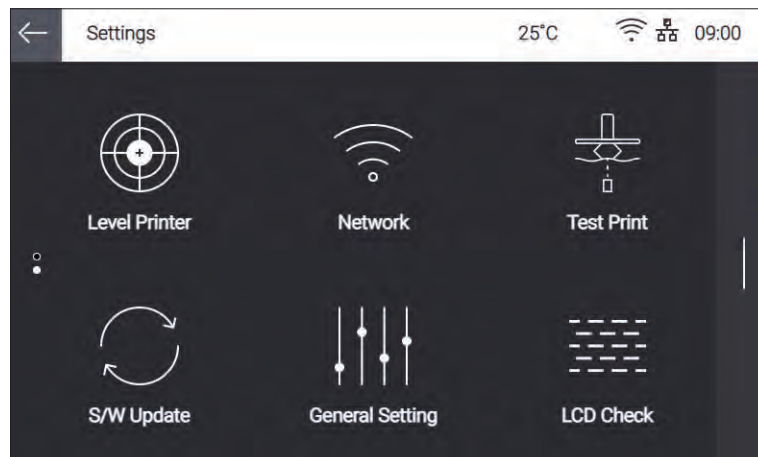 Settings 25°C 09:00
Level Printer Network Test Print
S/W Update General Setting LCD Check